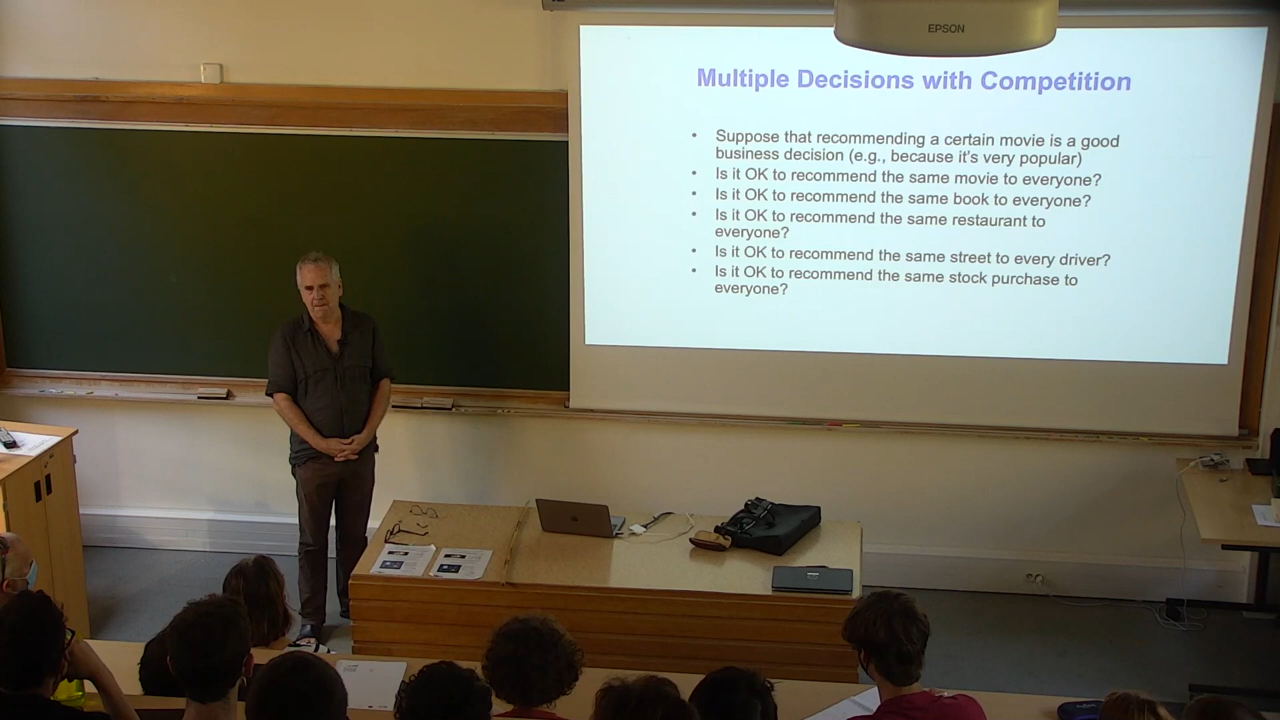 EPSON
Multiple Decisions with Competition
• Suppose that recommending a certain movie is a good
business decision (e.g., because it's very popular)
• Is it OK to recommend the same movie to everyone?
• Is it OK to recommend the same book to everyone?
• Is it OK to recommend the same restaurant to
everyone?
• Is it OK to recommend the same street to every driver?
• Is it OK to recommend the same stock purchase to
everyone?